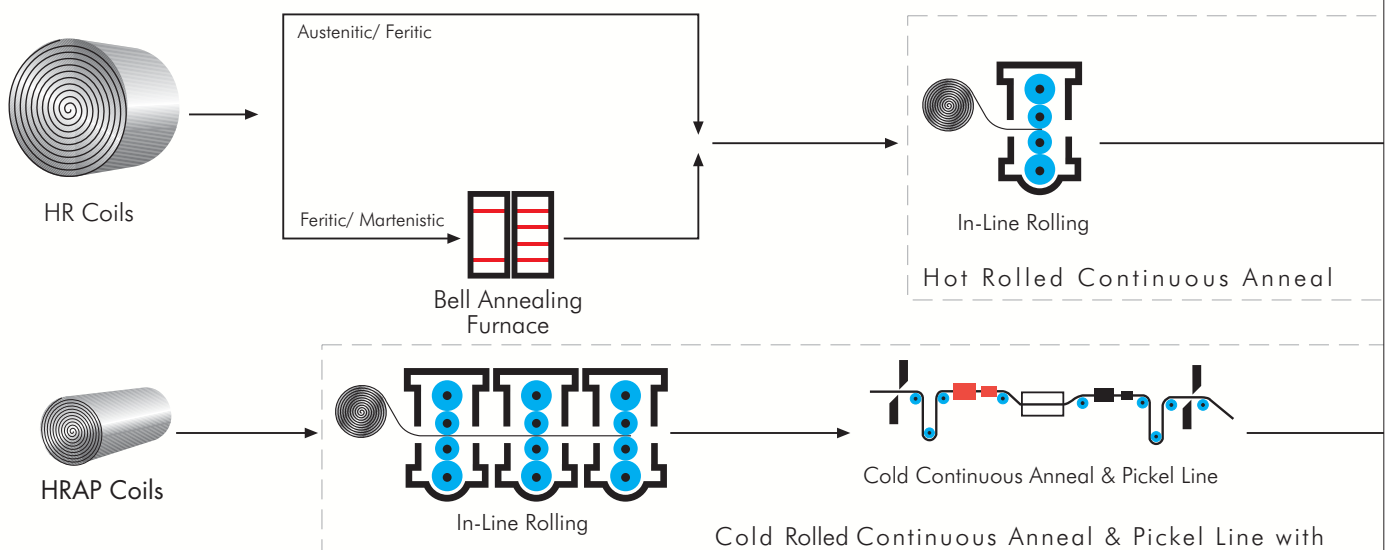 Austenitic/ Feritic
HR Coils
Feritic/ Martenistic
Bell Annealing
Furnace
In-Line Rolling
Hot Rolled Continuous Anneal
HRAP Coils
In-Line Rolling
Cold Continuous Anneal & Pickel Line
Cold Rolled Continuous Anneal & Pickel Line with